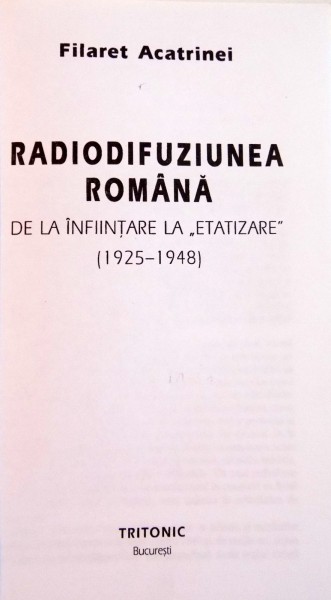 Filaret Acatrinei
RADIODIFUZIUNEA
ROMÂNĂ
DE LA ÎNFIINȚARE LA „ETATIZARE”
(1925–1948)
TRITONIC
București